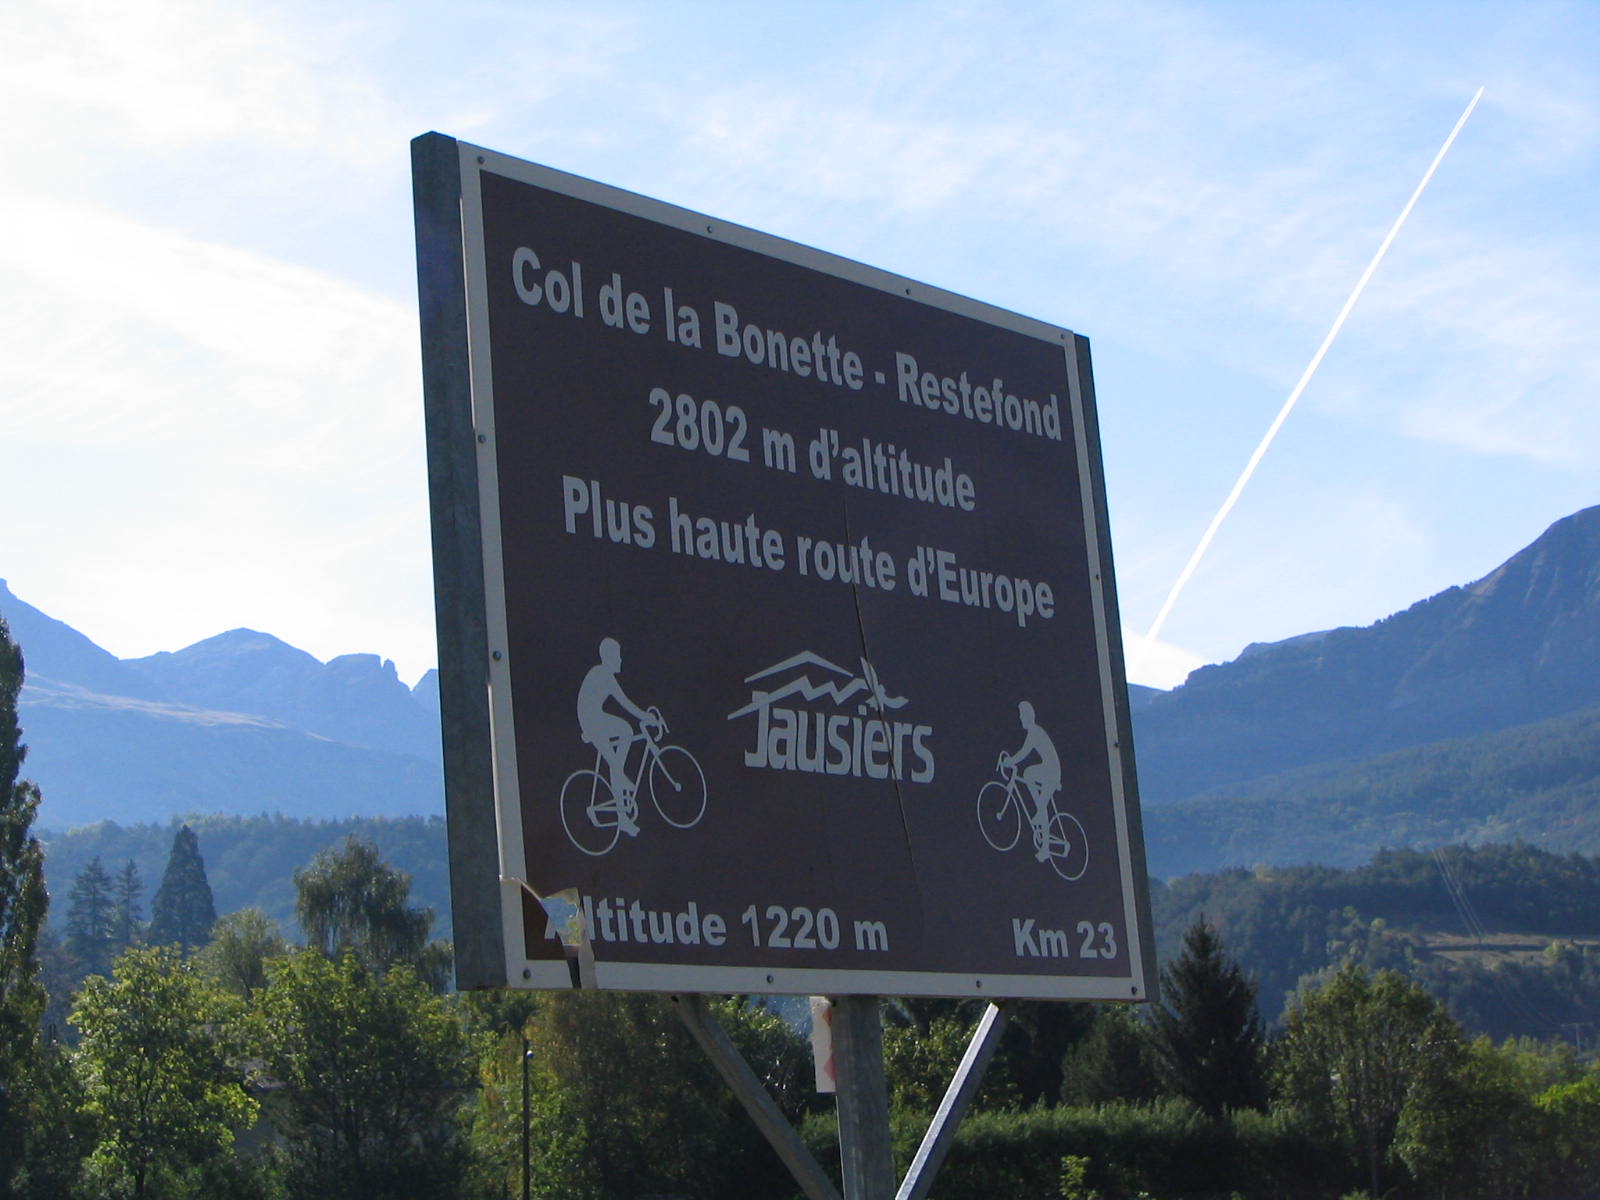 Col de la Bonette - Restefond
2802 m d'altitude
Plus haute route d'Europe
Jausiers
Altitude 1220 m
Km 23